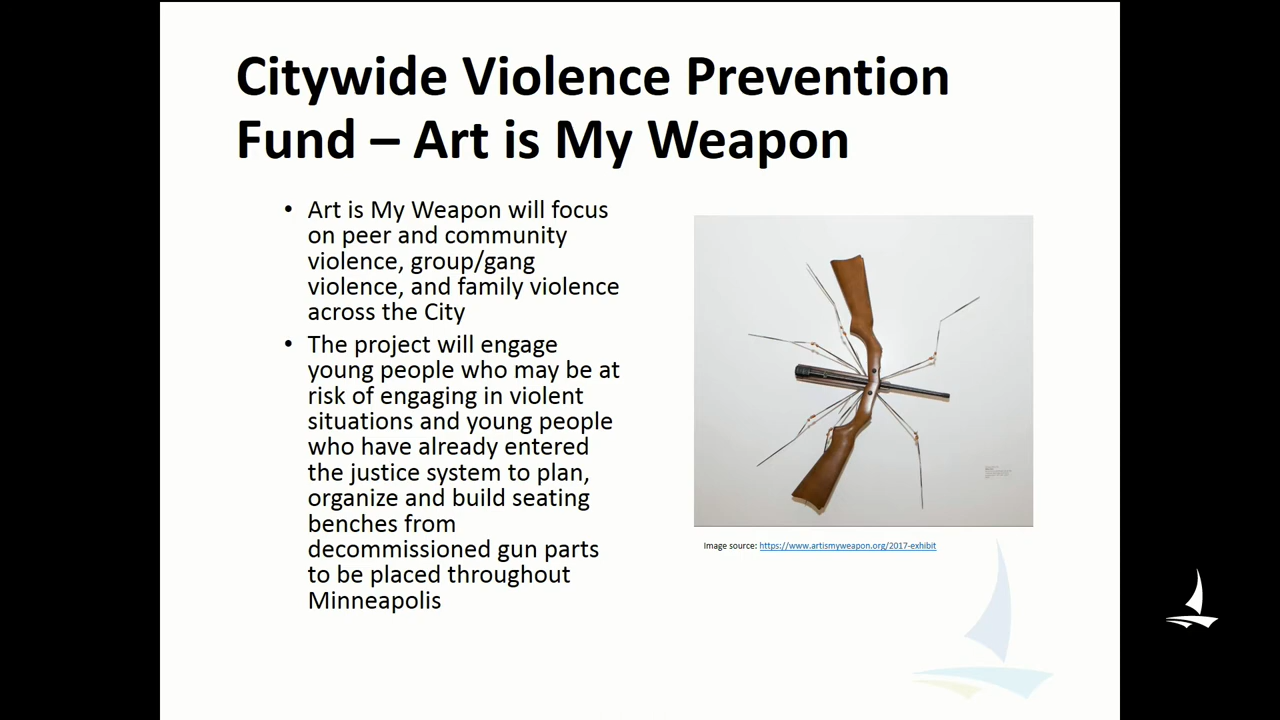 Citywide Violence Prevention
Fund – Art is My Weapon
• Art is My Weapon will focus
on peer and community
violence, group/gang
violence, and family violence
across the City
• The project will engage
young people who may be at
risk of engaging in violent
situations and young people
who have already entered
the justice system to plan,
organize and build seating
benches from
decommissioned gun parts
to be placed throughout
Minneapolis
Image source: https://www.artismyweapon.org/2017-exhibit